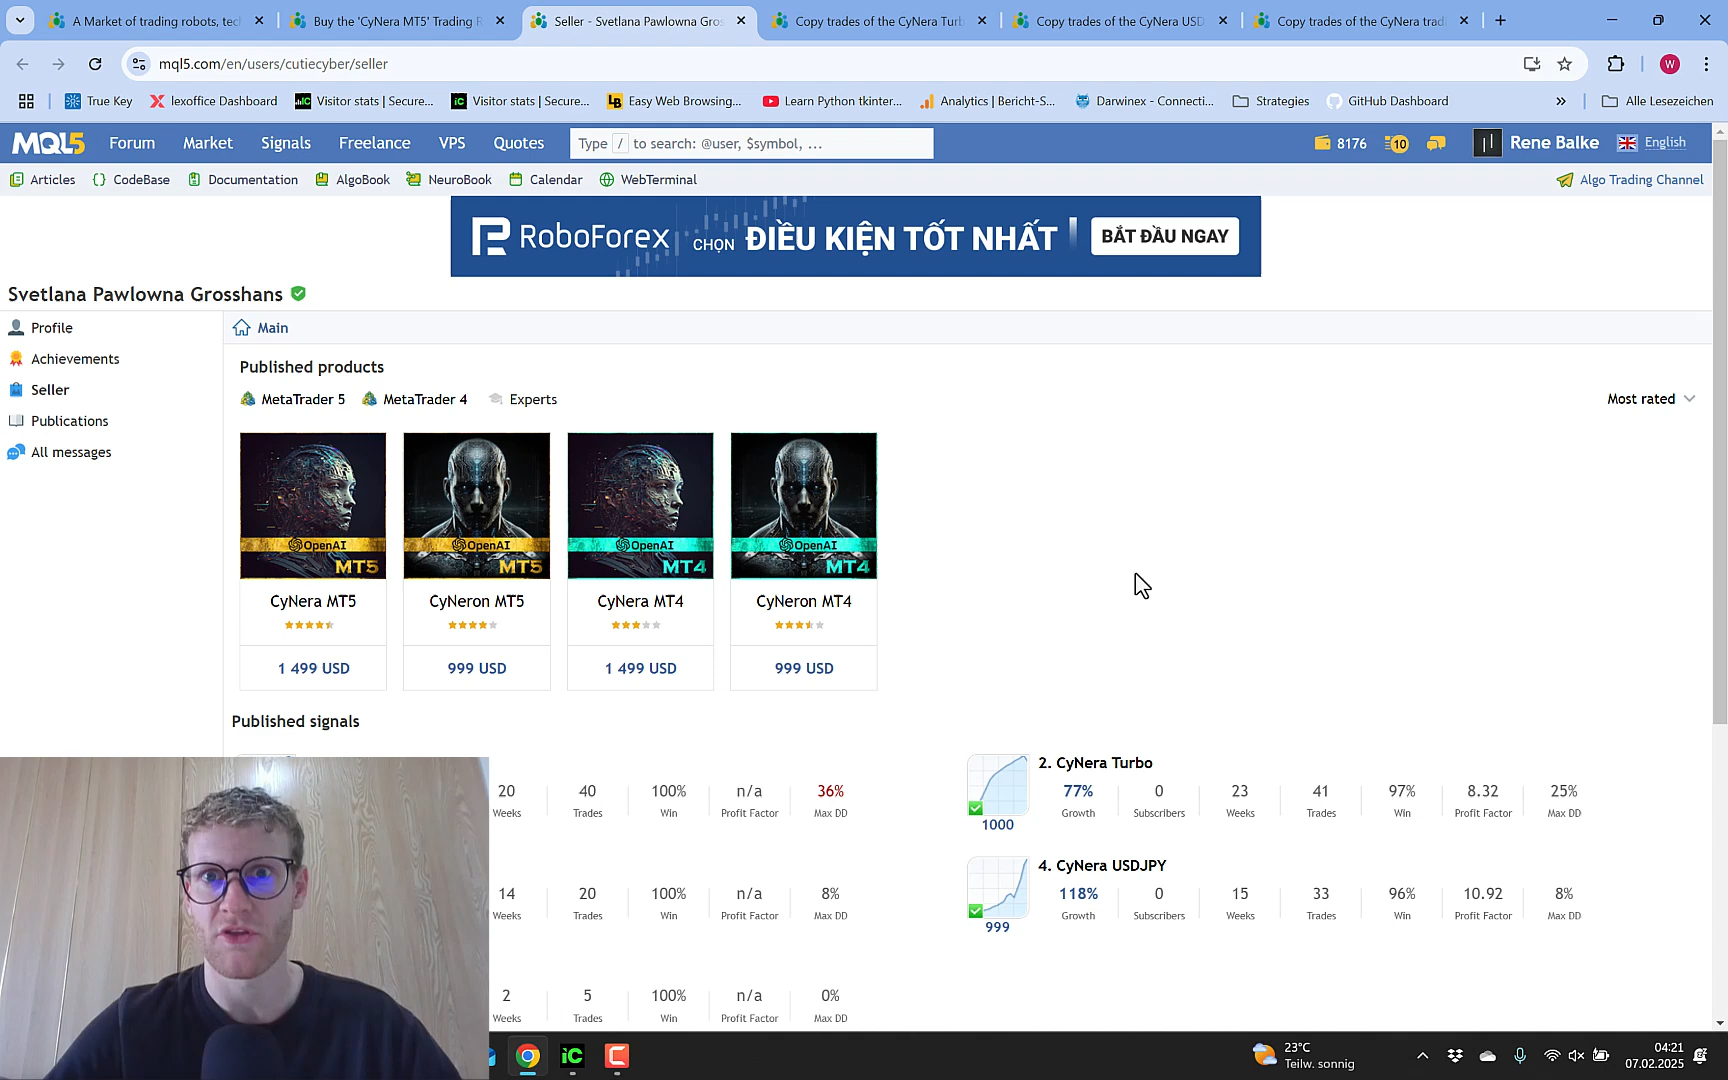 A Market of trading robots, tec
Buy the 'CyNera MT5' Trading R
Seller - Svetlana Pawlowna Gros
Copy trades of the CyNera Turb
Copy trades of the CyNera USD
Copy trades of the CyNera trad
mql5.com/en/users/cutiecyber/seller
W
True Key
lexoffice Dashboard
Visitor stats | Secure...
Visitor stats | Secure...
Easy Web Browsing...
Learn Python tkinter...
Analytics | Bericht-S...
Darwinex - Connecti...
Strategies
GitHub Dashboard
Alle Lesezeichen
MQL5
Forum
Market
Signals
Freelance
VPS
Quotes
Type / to search: @user, $symbol, ...
8176
10
Rene Balke
English
Articles
CodeBase
Documentation
AlgoBook
NeuroBook
Calendar
WebTerminal
Algo Trading Channel
RoboForex CHỌN ĐIỀU KIỆN TỐT NHẤT BẮT ĐẦU NGAY
Svetlana Pawlowna Grosshans
Profile
Achievements
Seller
Publications
All messages
Main
Published products
MetaTrader 5
MetaTrader 4
Experts
Most rated
OpenAI
MT5
OpenAI
MT5
OpenAI
MT4
OpenAI
MT4
CyNera MT5
CyNeron MT5
CyNera MT4
CyNeron MT4
1 499 USD
999 USD
1 499 USD
999 USD
Published signals
20 40 100% n/a 36%
Weeks Trades Win Profit Factor Max DD
2. CyNera Turbo
77% 0 23 41 97% 8.32 25%
Growth Subscribers Weeks Trades Win Profit Factor Max DD
1000
14 20 100% n/a 8%
Weeks Trades Win Profit Factor Max DD
4. CyNera USDJPY
118% 0 15 33 96% 10.92 8%
Growth Subscribers Weeks Trades Win Profit Factor Max DD
999
2 5 100% n/a 0%
Weeks Trades Win Profit Factor Max DD
iC
23°C
Teilw. sonnig
04:21
07.02.2025